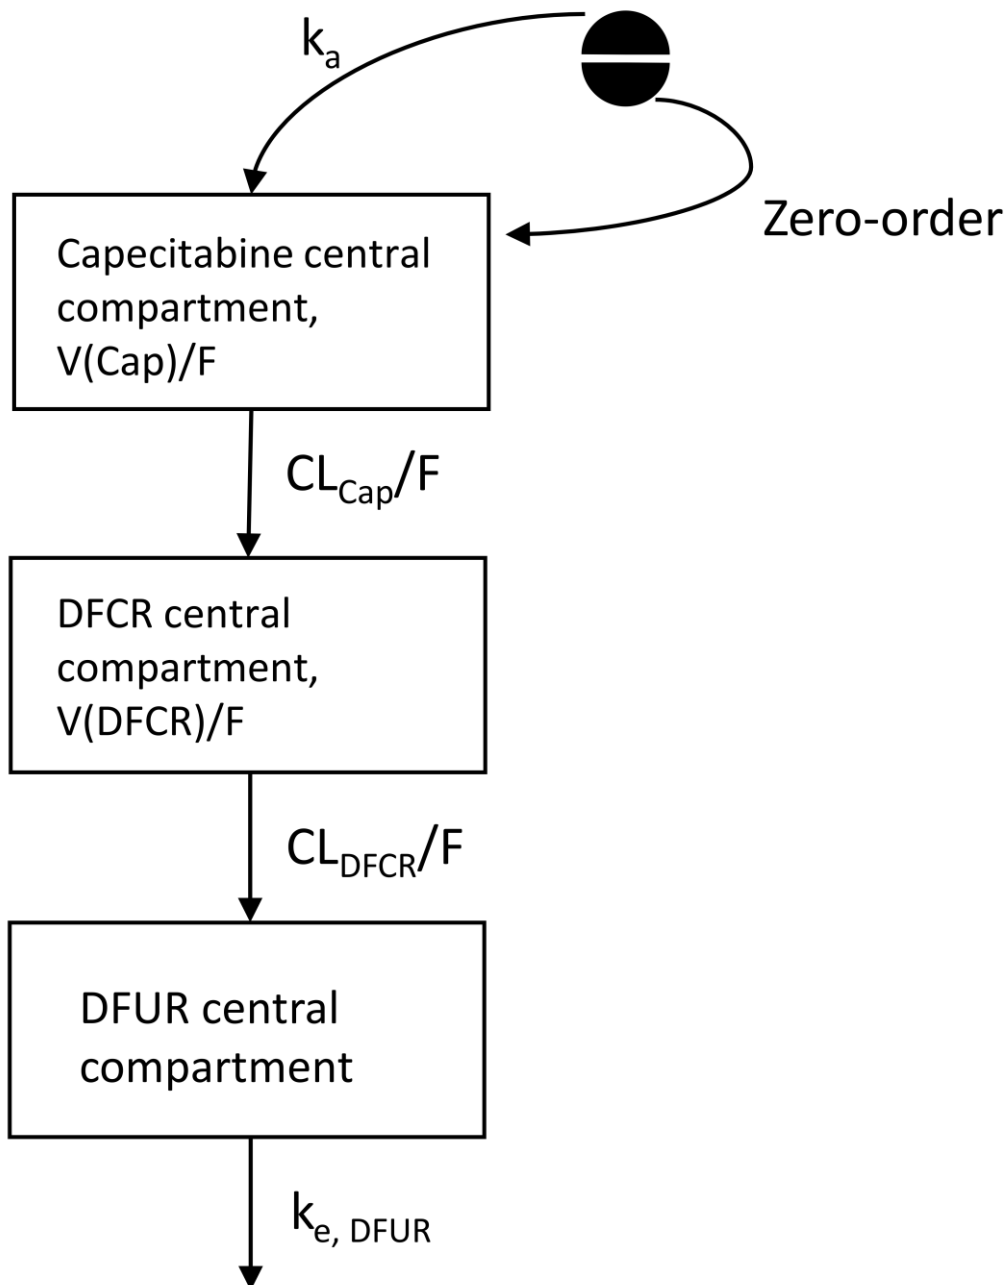 k_a
Zero-order
Capecitabine central
compartment,
V(Cap)/F
CL_Cap/F
DFCR central
compartment,
V(DFCR)/F
CL_DFCR/F
DFUR central
compartment
k_e, DFUR